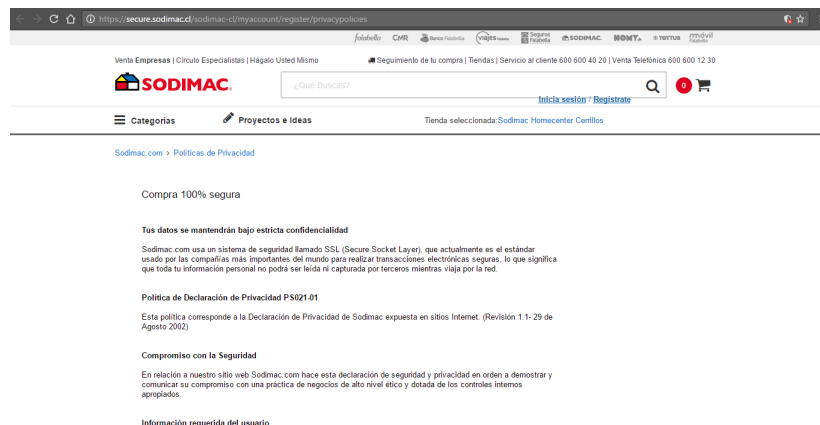 https://secure.sodimac.cl/sodimac-cl/myaccount/register/privacypolicies
falabella CMR Banco Falabella viajes Seguros Falabella SODIMAC. HOMY. TOTTUS móvil falabella
Venta Empresas | Círculo Especialistas | Hágalo Usted Mismo Seguimiento de tu compra | Tiendas | Servicio al cliente 600 600 40 20 | Venta Telefónica 600 600 12 30
SODIMAC. ¿Qué Buscas? 0
Inicia sesión / Regístrate
Categorías Proyectos e Ideas Tienda seleccionada:Sodimac Homecenter Cerrillos
Sodimac.com > Políticas de Privacidad
Compra 100% segura
Tus datos se mantendrán bajo estricta confidencialidad
Sodimac.com usa un sistema de seguridad llamado SSL (Secure Socket Layer), que actualmente es el estándar
usado por las compañías más importantes del mundo para realizar transacciones electrónicas seguras, lo que significa
que toda tu información personal no podrá ser leída ni capturada por terceros mientras viaja por la red.
Política de Declaración de Privacidad PS021-01
Esta política corresponde a la Declaración de Privacidad de Sodimac expuesta en sitios Internet. (Revisión 1.1- 29 de
Agosto 2002)
Compromiso con la Seguridad
En relación a nuestro sitio web Sodimac.com hace esta declaración de seguridad y privacidad en orden a demostrar y
comunicar su compromiso con una práctica de negocios de alto nivel ético y dotada de los controles internos
apropiados.
Información requerida del usuario